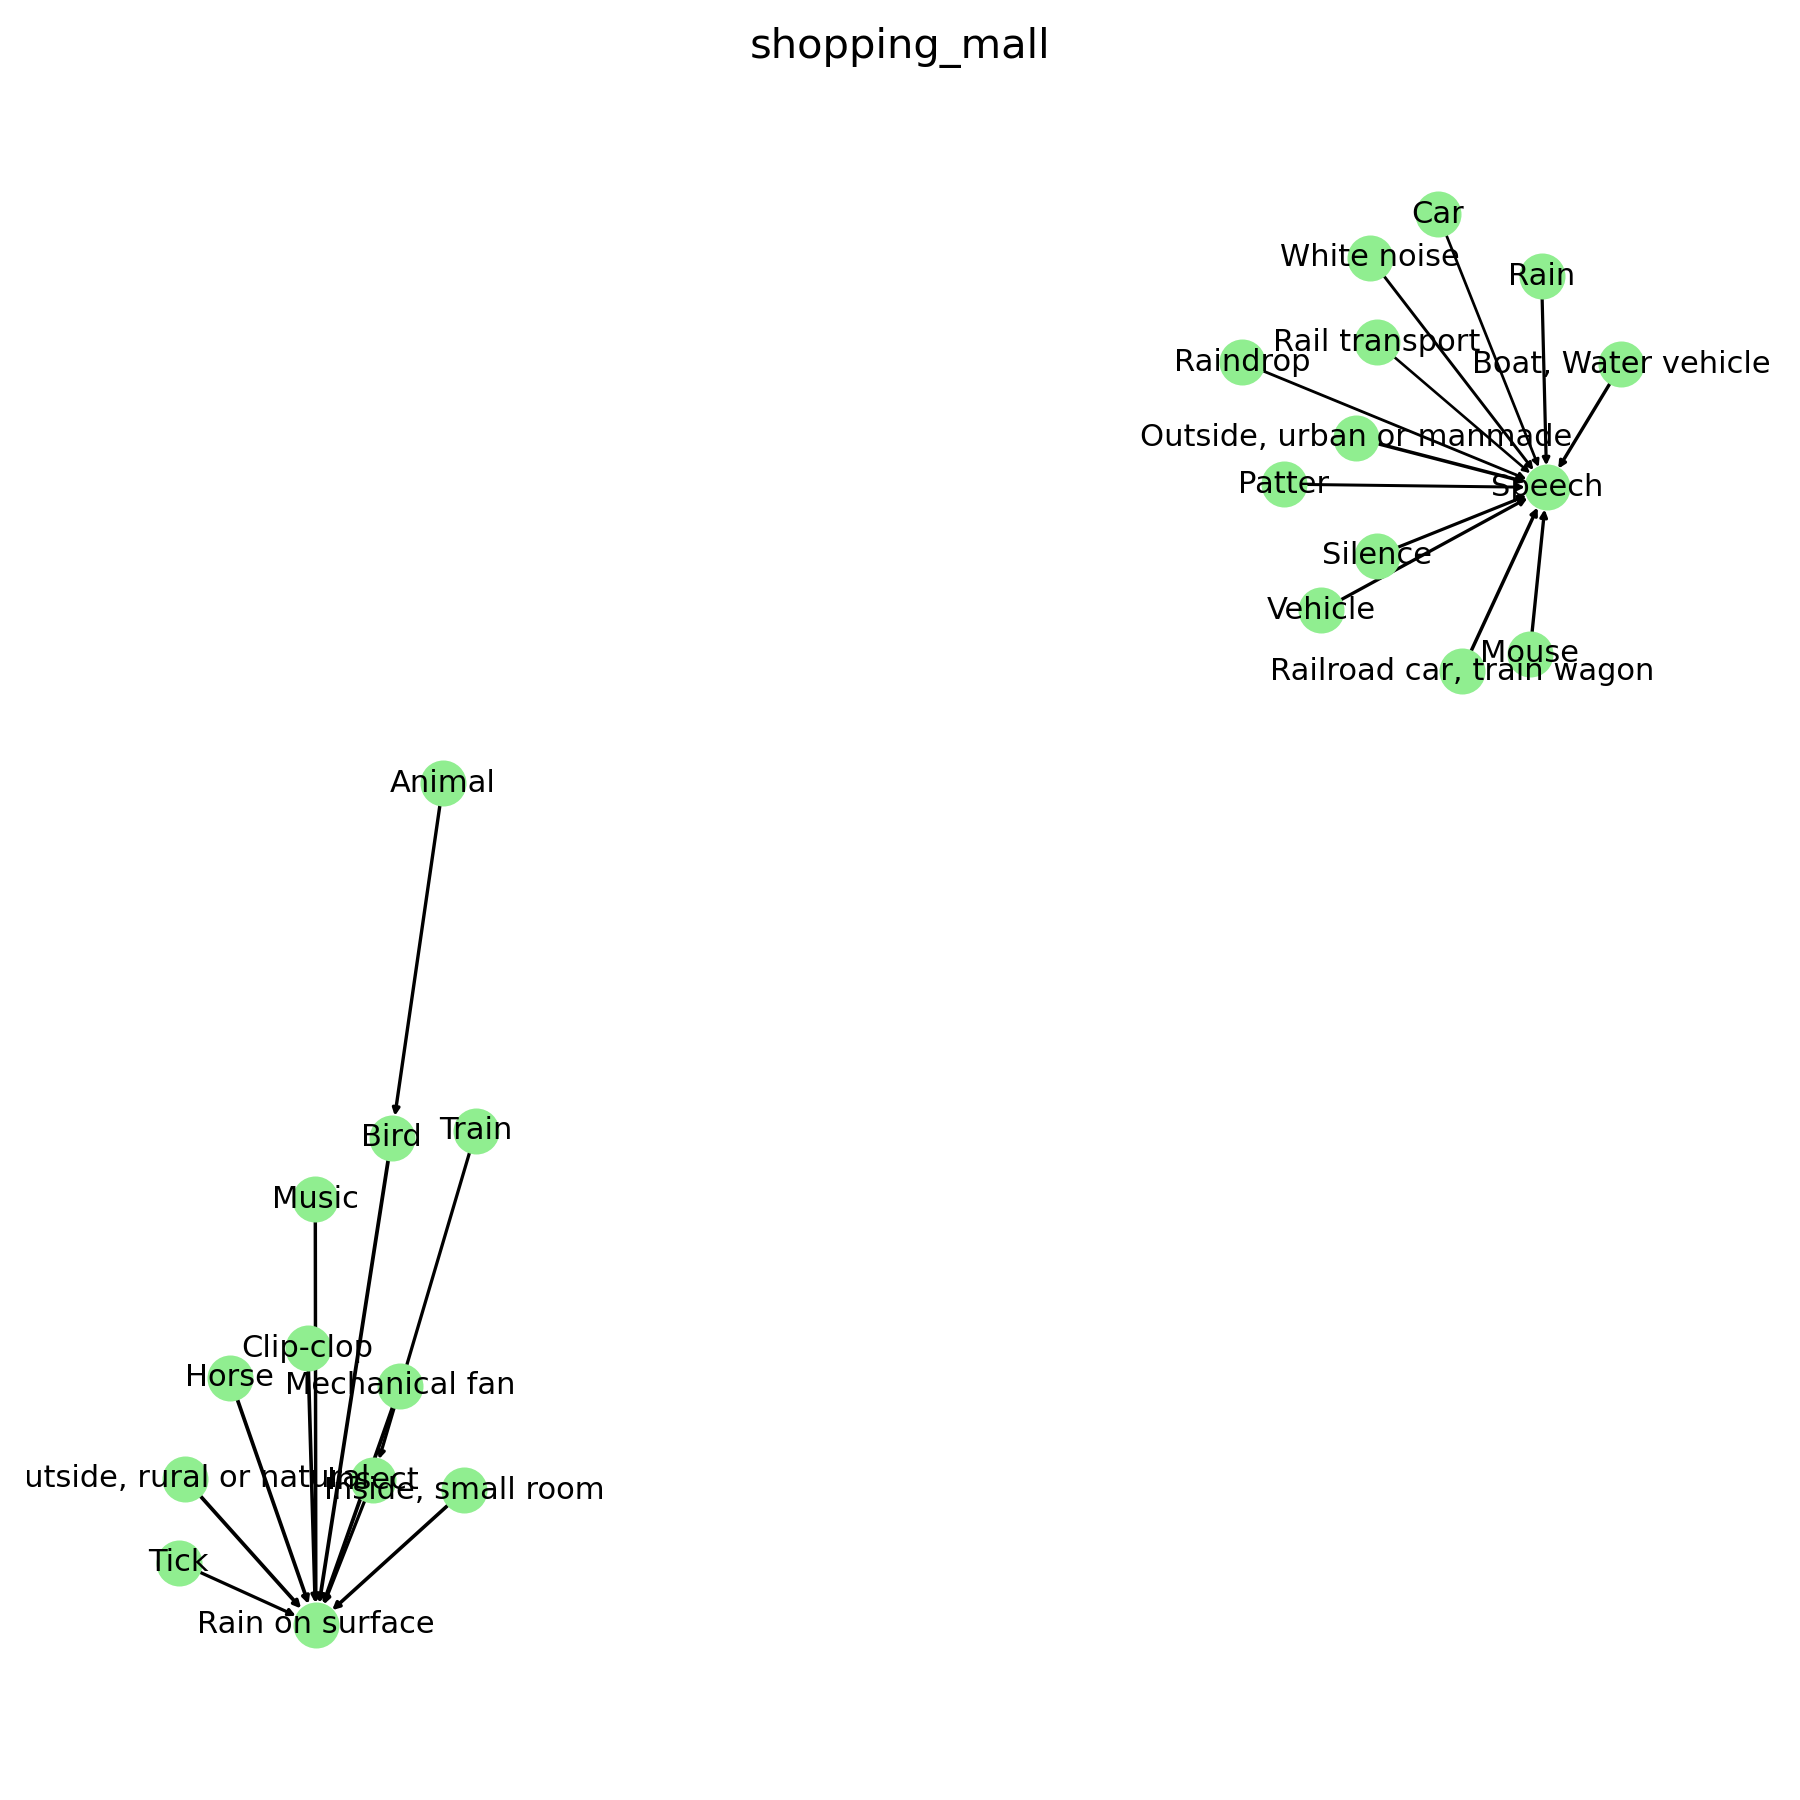 shopping_mall
Car
White noise
Rain
Rail transport
Raindrop
Boat, Water vehicle
Outside, urban or manmade
Patter
Speech
Silence
Vehicle
Mouse
Railroad car, train wagon
Animal
Train
Bird
Music
Clip-clop
Horse
Mechanical fan
utside, rural or natural
Insect
Inside, small room
Tick
Rain on surface